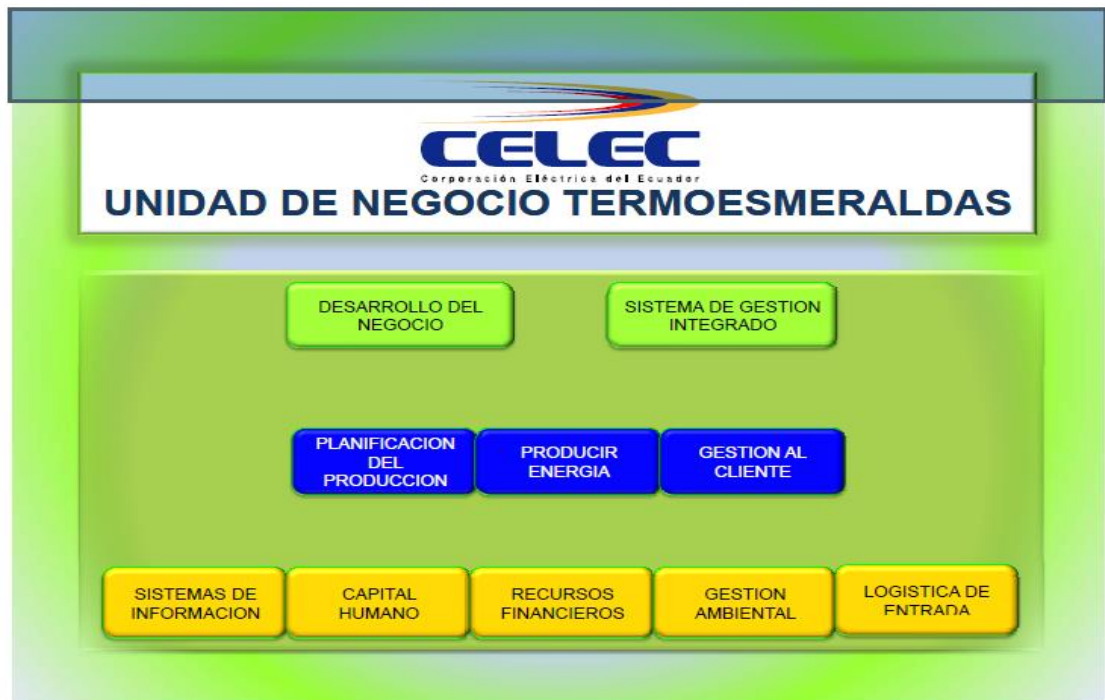 CELEC
Corporación Eléctrica del Ecuador
UNIDAD DE NEGOCIO TERMOESMERALDAS
DESARROLLO DEL
NEGOCIO
SISTEMA DE GESTION
INTEGRADO
PLANIFICACION
DEL
PRODUCCION
PRODUCIR
ENERGIA
GESTION AL
CLIENTE
SISTEMAS DE
INFORMACION
CAPITAL
HUMANO
RECURSOS
FINANCIEROS
GESTION
AMBIENTAL
LOGISTICA DE
ENTRADA